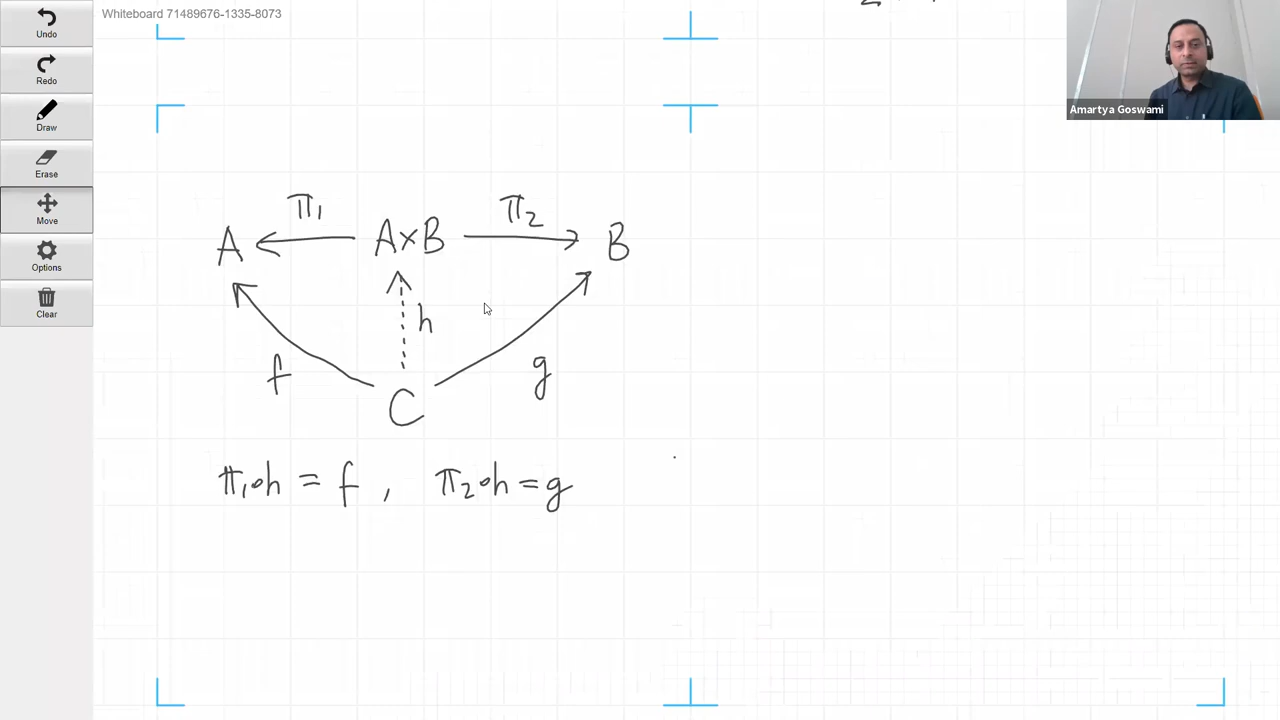 Whiteboard 71489676-1335-8073
Undo
Redo
Draw
Erase
Move
Options
Clear
Amartya Goswami
π₁ π₂
A A×B B
h
f g
C
π₁∘h = f , π₂∘h = g